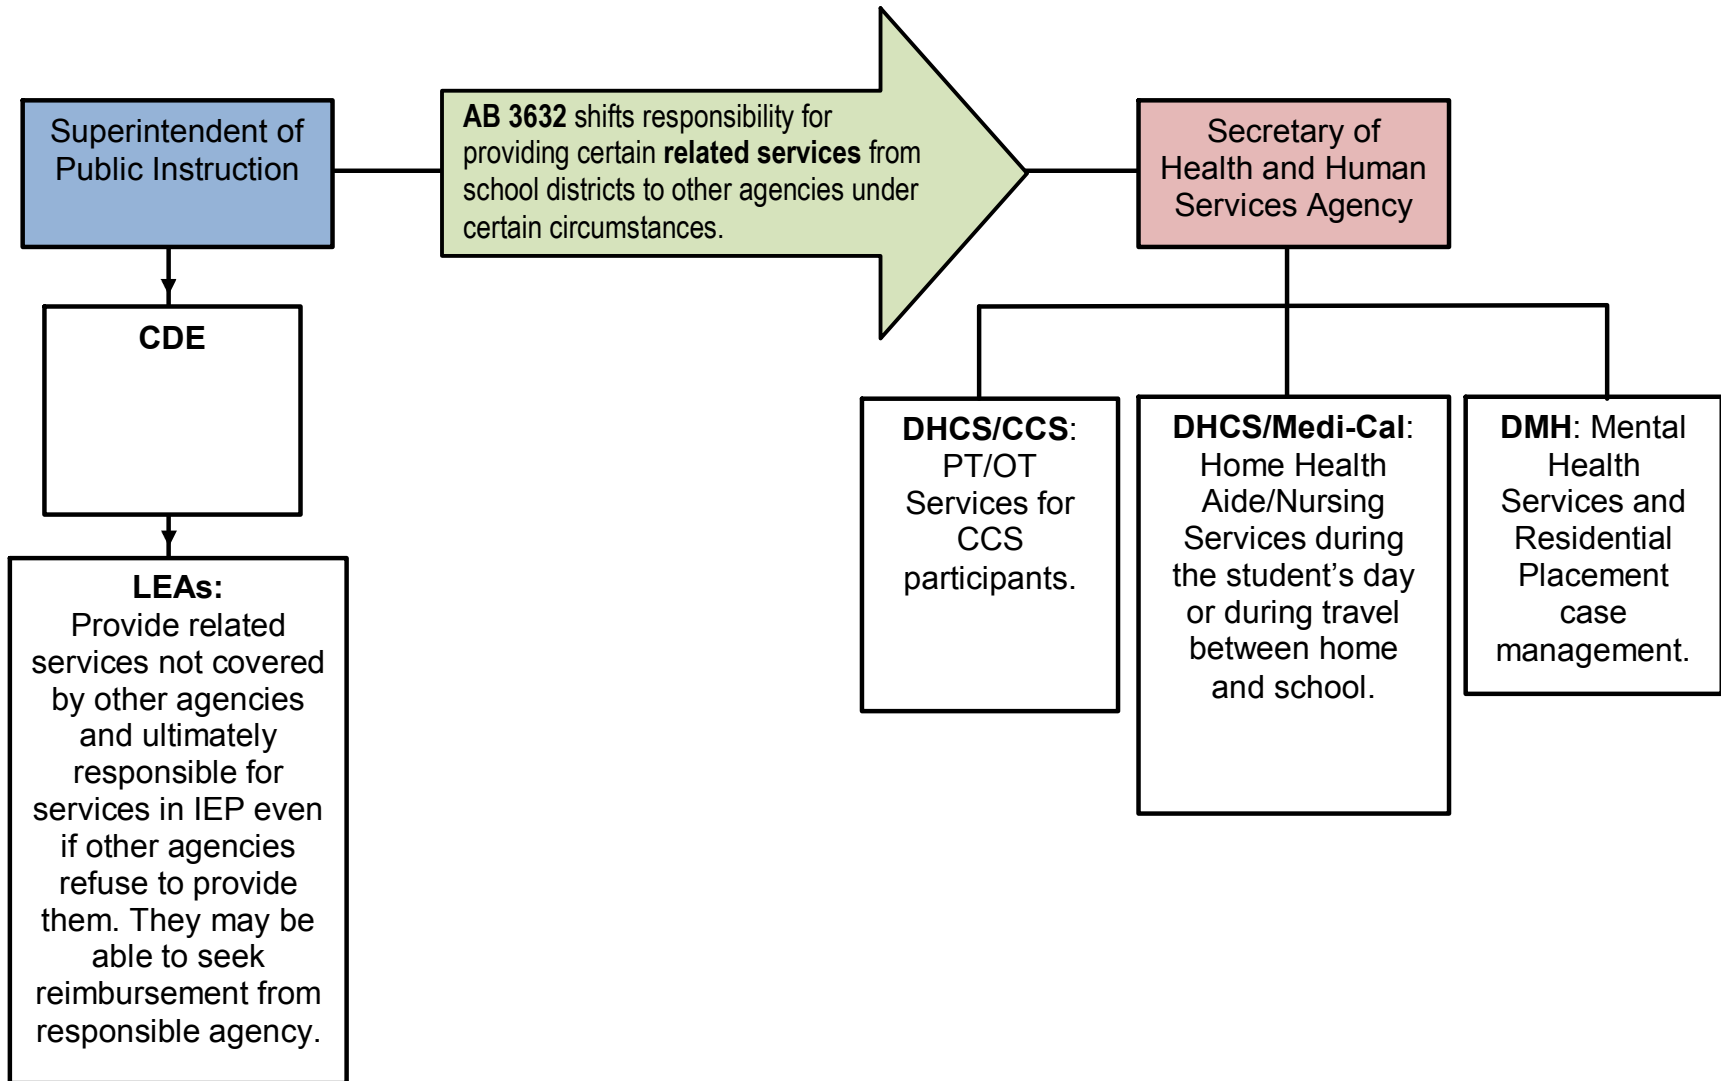 Superintendent of
Public Instruction
AB 3632 shifts responsibility for
providing certain related services from
school districts to other agencies under
certain circumstances.
Secretary of
Health and Human
Services Agency
CDE
LEAs:
Provide related
services not covered
by other agencies
and ultimately
responsible for
services in IEP even
if other agencies
refuse to provide
them. They may be
able to seek
reimbursement from
responsible agency.
DHCS/CCS:
PT/OT
Services for
CCS
participants.
DHCS/Medi-Cal:
Home Health
Aide/Nursing
Services during
the student’s day
or during travel
between home
and school.
DMH: Mental
Health
Services and
Residential
Placement
case
management.